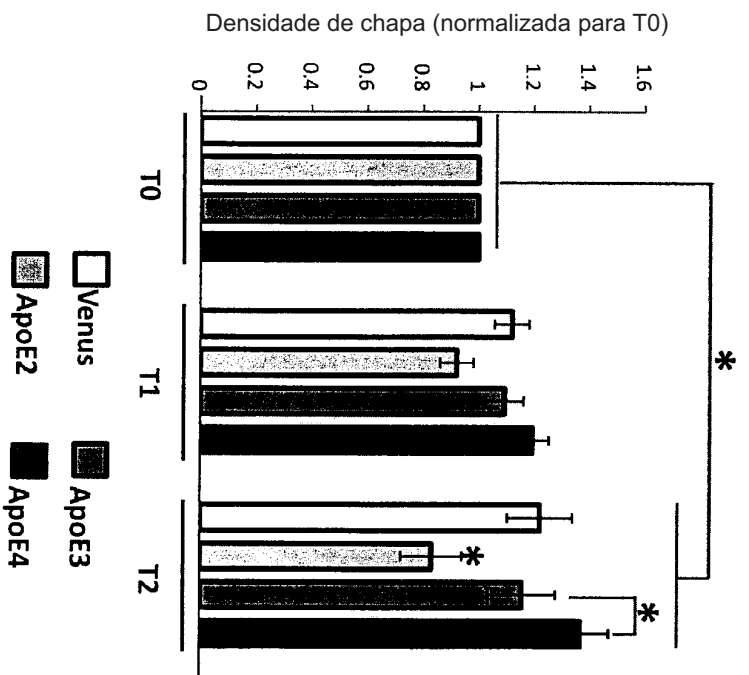 Densidade de chapa (normalizada para T0)
1.6
1.4
1.2
1
0.8
0.6
0.4
0.2
0
*
*
*
T0
T1
T2
Venus
ApoE3
ApoE2
ApoE4